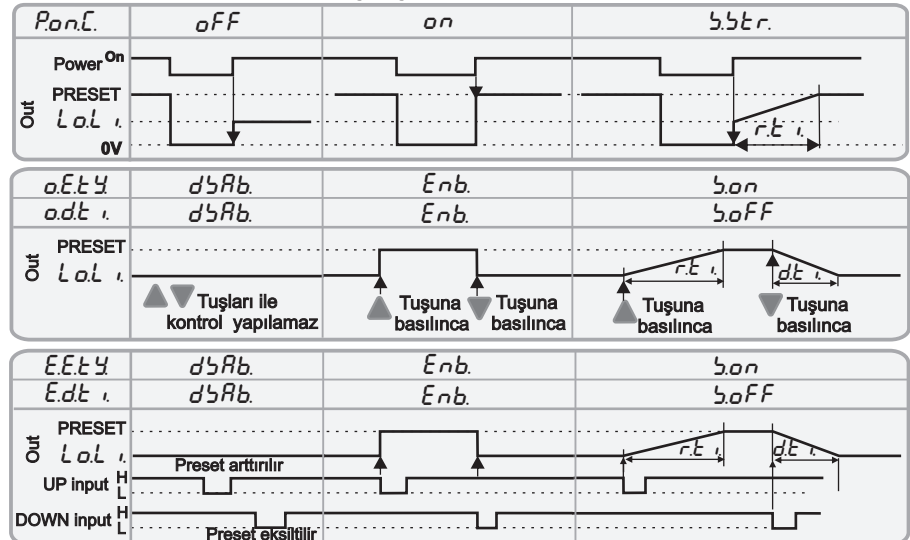 P.o.n.C. oFF on S.Str.
Power On
PRESET
Out
L.o.L i.
r.t i.
0V
o.E.t Y. dSAb. Enb. S.on
o.d.t i. dSAb. Enb. S.oFF
PRESET
Out
L.o.L i.
r.t i. d.t i.
Tuşları ile kontrol yapılamaz
Tuşuna basılınca
Tuşuna basılınca
Tuşuna basılınca
Tuşuna basılınca
E.E.t Y. dSAb. Enb. S.on
E.d.t i. dSAb. Enb. S.oFF
PRESET
Out
L.o.L i.
r.t i. d.t i.
Preset arttırılır
UP input H L
DOWN input H L
Preset eksiltilir